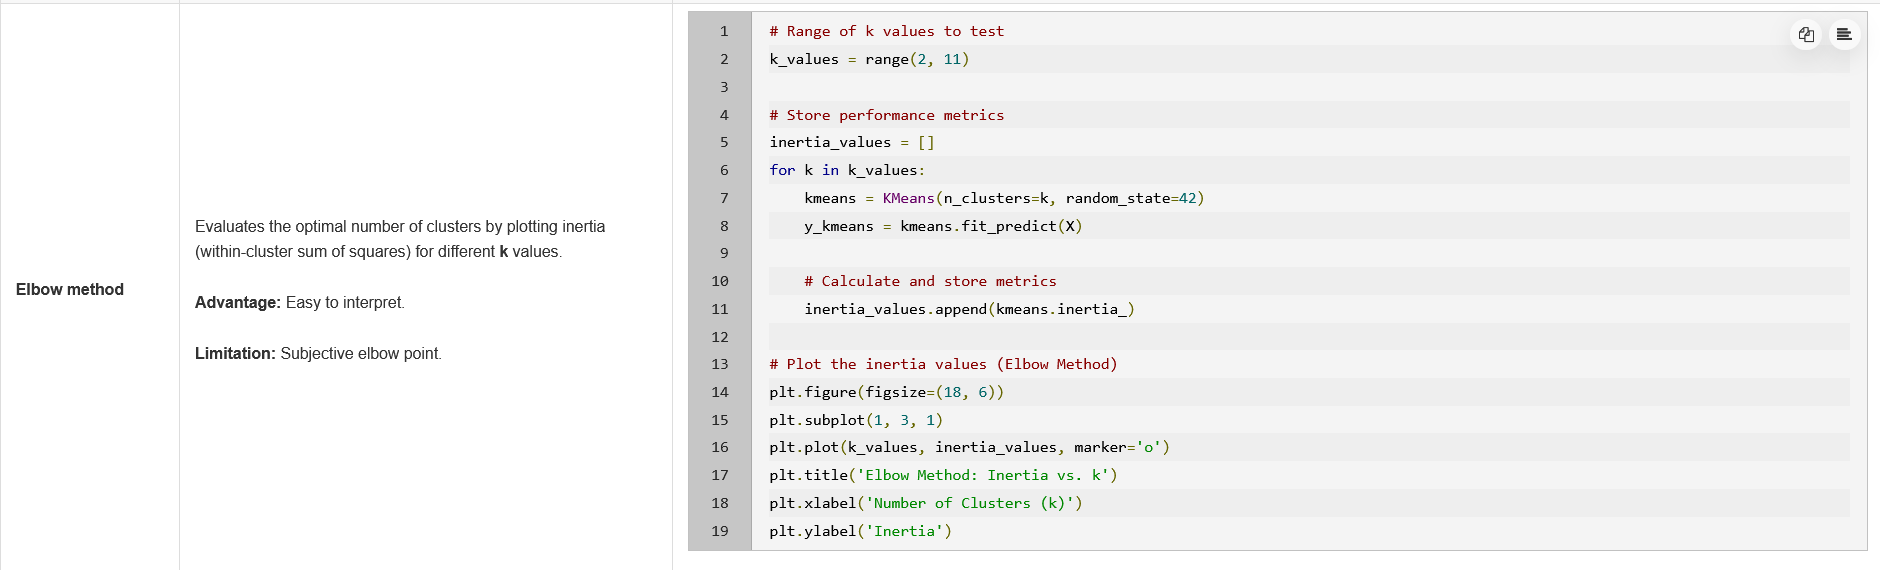 Elbow method
Evaluates the optimal number of clusters by plotting inertia
(within-cluster sum of squares) for different k values.
Advantage: Easy to interpret.
Limitation: Subjective elbow point.
1 # Range of k values to test
2 k_values = range(2, 11)
3
4 # Store performance metrics
5 inertia_values = []
6 for k in k_values:
7     kmeans = KMeans(n_clusters=k, random_state=42)
8     y_kmeans = kmeans.fit_predict(X)
9
10     # Calculate and store metrics
11     inertia_values.append(kmeans.inertia_)
12
13 # Plot the inertia values (Elbow Method)
14 plt.figure(figsize=(18, 6))
15 plt.subplot(1, 3, 1)
16 plt.plot(k_values, inertia_values, marker='o')
17 plt.title('Elbow Method: Inertia vs. k')
18 plt.xlabel('Number of Clusters (k)')
19 plt.ylabel('Inertia')